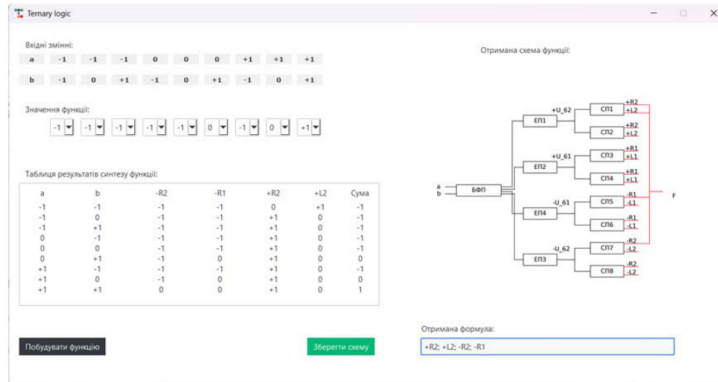 Ternary logic
Вхідні змінні:
a -1 -1 -1 0 0 0 +1 +1 +1
b -1 0 +1 -1 0 +1 -1 0 +1
Значення функції:
-1 -1 -1 -1 -1 0 -1 0 +1
Таблиця результатів синтезу функції:
a b -R2 -R1 +R2 +L2 Сума
-1 -1 -1 -1 0 +1 -1
-1 0 -1 -1 +1 0 -1
-1 +1 -1 -1 +1 0 -1
0 -1 -1 -1 +1 0 -1
0 0 -1 -1 +1 0 -1
0 +1 -1 0 +1 0 0
+1 -1 -1 -1 +1 0 -1
+1 0 -1 0 +1 0 0
+1 +1 0 0 +1 0 1
Побудувати функцію
Зберегти схему
Отримана схема функції:
a
b
БФП
ЕП1
+U_62
СП1
+R2
+L2
СП2
+R2
+L2
ЕП2
+U_61
СП3
+R1
+L1
СП4
+R1
+L1
ЕП4
-U_61
СП5
-R1
-L1
СП6
-R1
-L1
ЕП3
-U_62
СП7
-R2
-L2
СП8
-R2
-L2
F
Отримана формула:
+R2; +L2; -R2; -R1